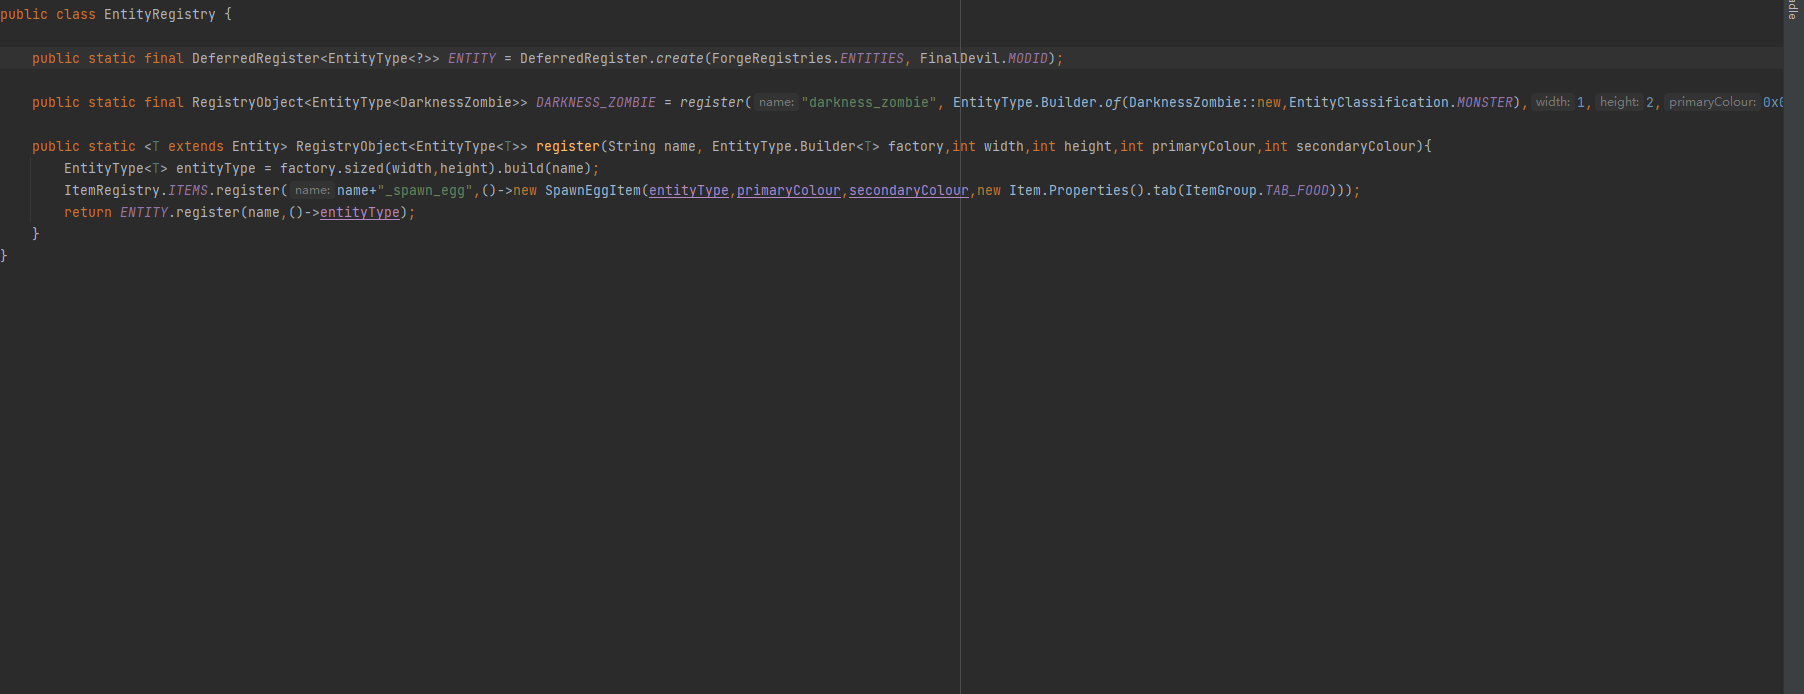 public class EntityRegistry {
public static final DeferredRegister<EntityType<?>> ENTITY = DeferredRegister.create(ForgeRegistries.ENTITIES, FinalDevil.MODID);
public static final RegistryObject<EntityType<DarknessZombie>> DARKNESS_ZOMBIE = register( name: "darkness_zombie", EntityType.Builder.of(DarknessZombie::new,EntityClassification.MONSTER), width: 1, height: 2, primaryColour: 0x
public static <T extends Entity> RegistryObject<EntityType<T>> register(String name, EntityType.Builder<T> factory,int width,int height,int primaryColour,int secondaryColour){
EntityType<T> entityType = factory.sized(width,height).build(name);
ItemRegistry.ITEMS.register( name: name+"_spawn_egg",()->new SpawnEggItem(entityType,primaryColour,secondaryColour,new Item.Properties().tab(ItemGroup.TAB_FOOD)));
return ENTITY.register(name,()->entityType);
}
}